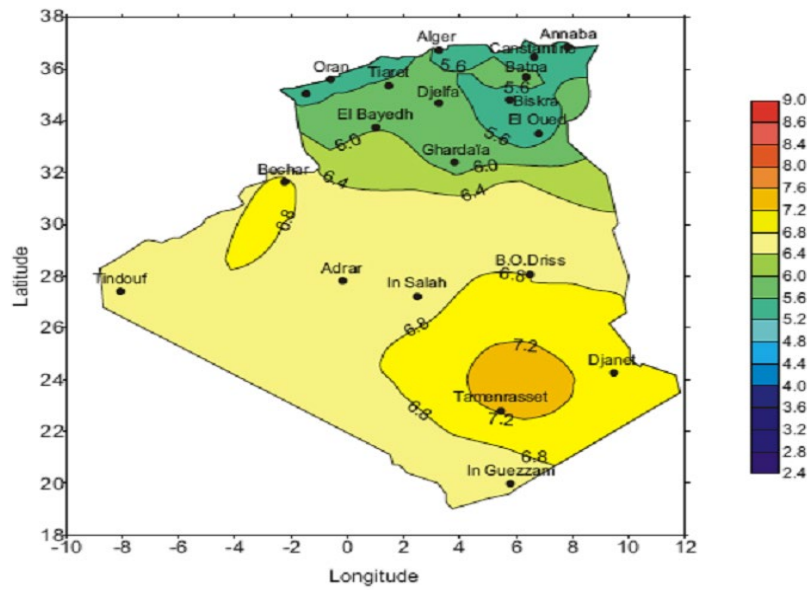 38
Alger
Annaba
Canstantine
36
Oran
Tiaret
5.6
Batna
Djelfa
5.6
Biskra
34
El Bayedh
El Oued
5.6
6.0
Ghardaïa
6.0
32
Bechar
6.4
6.4
30
6.8
28
Tindouf
Adrar
In Salah
B.O.Driss
6.8
26
6.8
7.2
Djanet
24
Tamenrasset
6.8
7.2
22
6.8
In Guezzam
20
18
-10 -8 -6 -4 -2 0 2 4 6 8 10 12
Longitude
Latitude
9.0
8.4
8.0
7.6
7.2
6.8
6.4
6.0
5.6
5.2
4.8
4.4
4.0
3.6
3.2
2.8
2.4